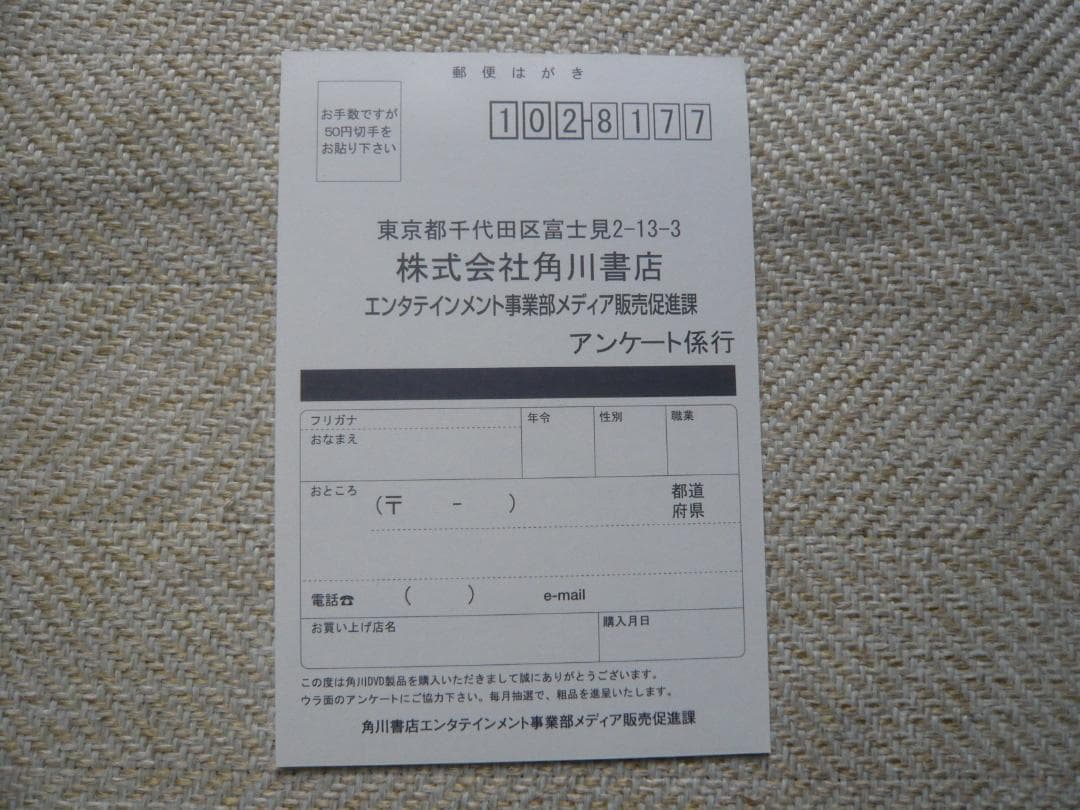 郵便はがき
お手数ですが
50円切手を
お貼り下さい
102-8177
東京都千代田区富士見2-13-3
株式会社角川書店
エンタテインメント事業部メディア販売促進課
アンケート係行
フリガナ
おなまえ
年令
性別
職業
おところ
(〒 - )
都道
府県
電話☎ ( ) e-mail
お買い上げ店名
購入月日
この度は角川DVD製品を購入いただきまして誠にありがとうございます。
ウラ面のアンケートにご協力下さい。毎月抽選で、粗品を進呈いたします。
角川書店エンタテインメント事業部メディア販売促進課